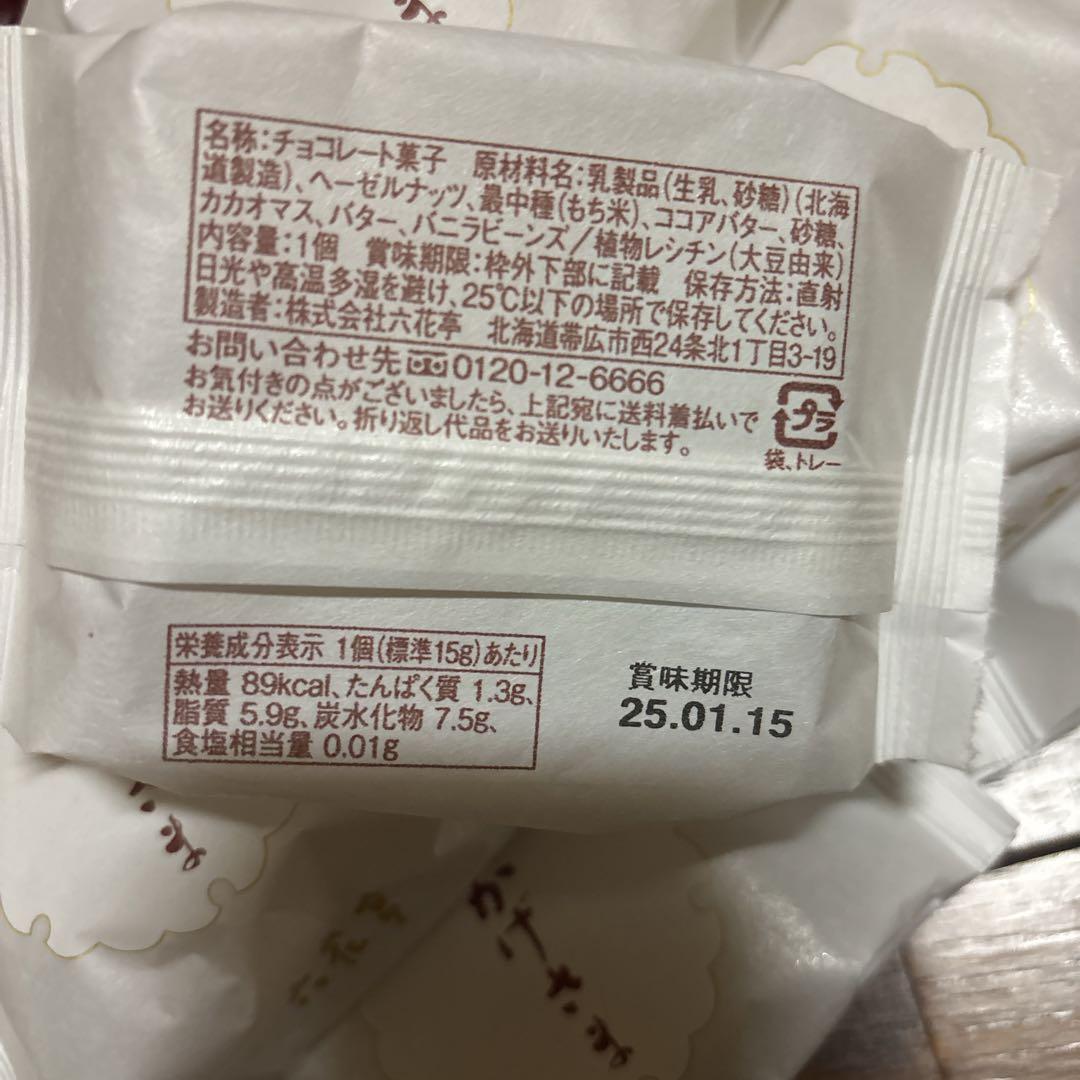 名称:チョコレート菓子 原材料名:乳製品(生乳、砂糖)(北海
道製造)、ヘーゼルナッツ、最中種(もち米)、ココアバター、砂糖、
カカオマス、バター、バニラビーンズ/植物レシチン(大豆由来)
内容量:1個 賞味期限:枠外下部に記載 保存方法:直射
日光や高温多湿を避け、25℃以下の場所で保存してください。
製造者:株式会社六花亭 北海道帯広市西24条北1丁目3-19
お問い合わせ先 0120-12-6666
お気付きの点がございましたら、上記宛に送料着払いで
お送りください。折り返し代品をお送りいたします。
プラ
袋、トレー
栄養成分表示 1個(標準15g)あたり
熱量 89kcal、たんぱく質 1.3g、
脂質 5.9g、炭水化物 7.5g、
食塩相当量 0.01g
賞味期限
25.01.15
六花亭